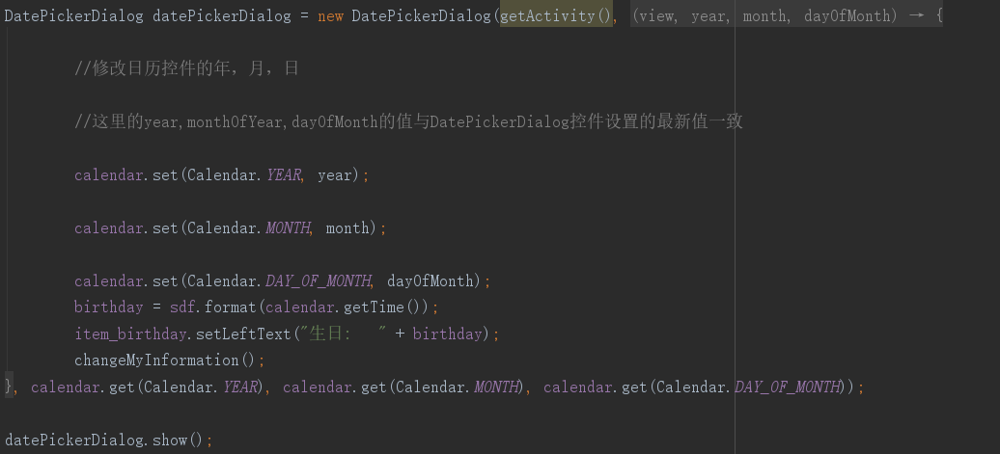 DatePickerDialog datePickerDialog = new DatePickerDialog(getActivity(), (view, year, month, dayOfMonth) → {
//修改日历控件的年，月，日
//这里的year,monthOfYear,dayOfMonth的值与DatePickerDialog控件设置的最新值一致
calendar.set(Calendar.YEAR, year);
calendar.set(Calendar.MONTH, month);
calendar.set(Calendar.DAY_OF_MONTH, dayOfMonth);
birthday = sdf.format(calendar.getTime());
item_birthday.setLeftText("生日:   " + birthday);
changeMyInformation();
}, calendar.get(Calendar.YEAR), calendar.get(Calendar.MONTH), calendar.get(Calendar.DAY_OF_MONTH));
datePickerDialog.show();